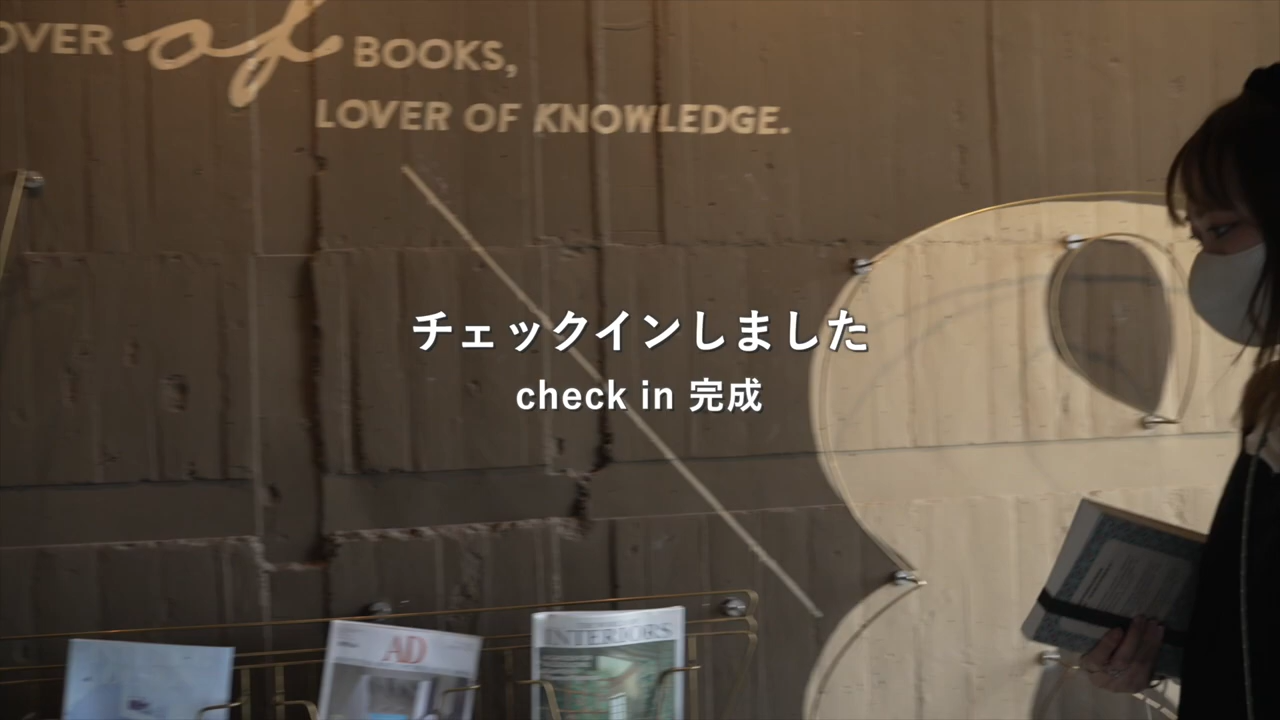 OVER of BOOKS,
LOVER OF KNOWLEDGE.
チェックインしました
check in 完成
AD
INTERIORS